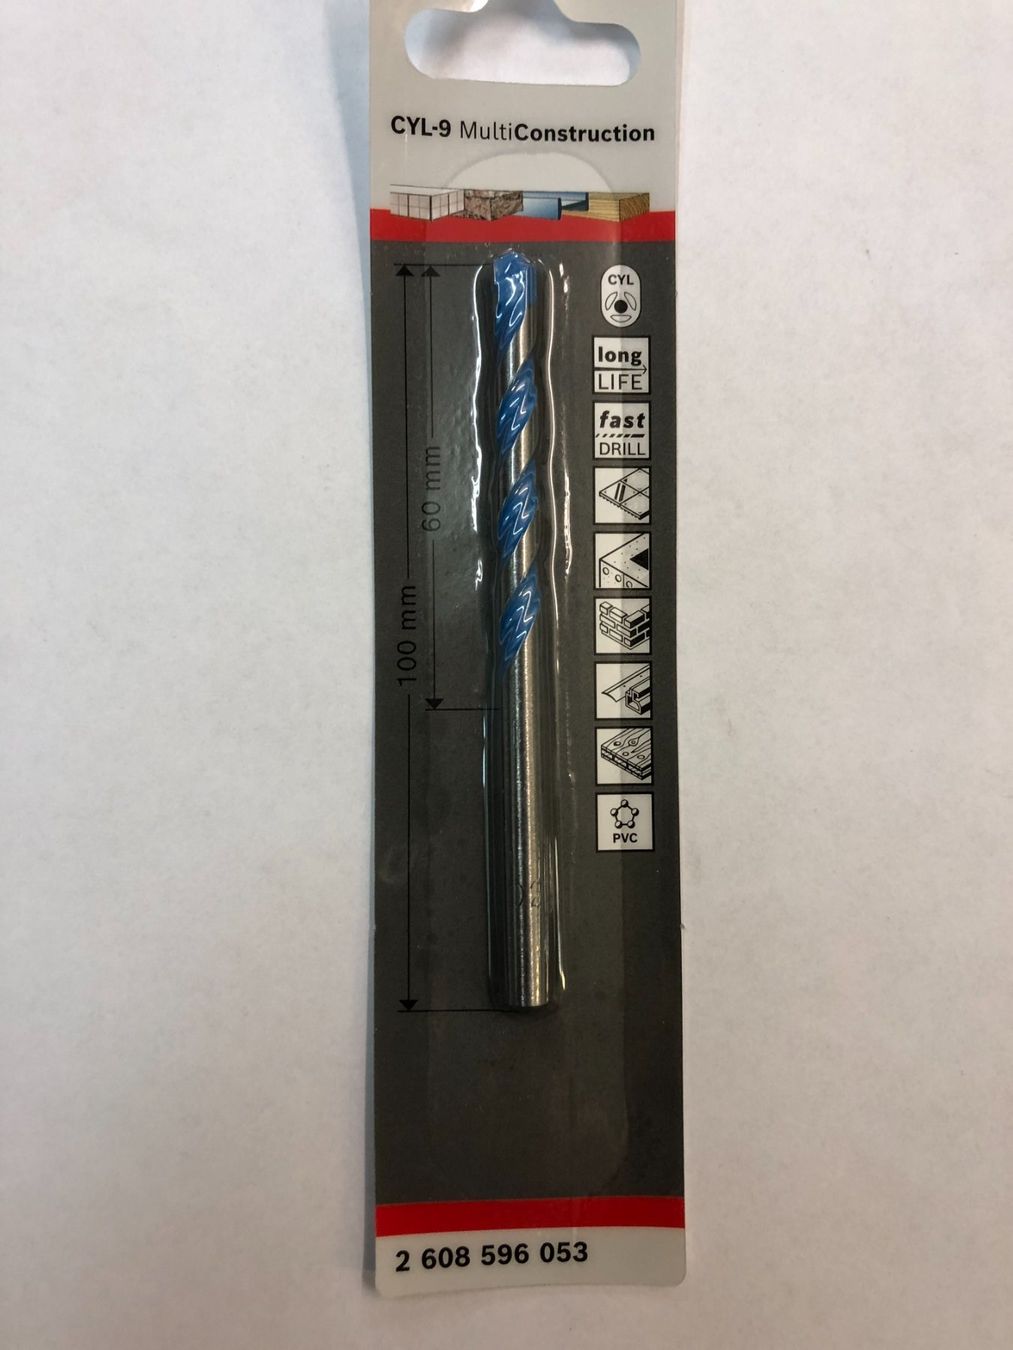 CYL-9 MultiConstruction
CYL
long
LIFE
fast
DRILL
60 mm
100 mm
PVC
2 608 596 053